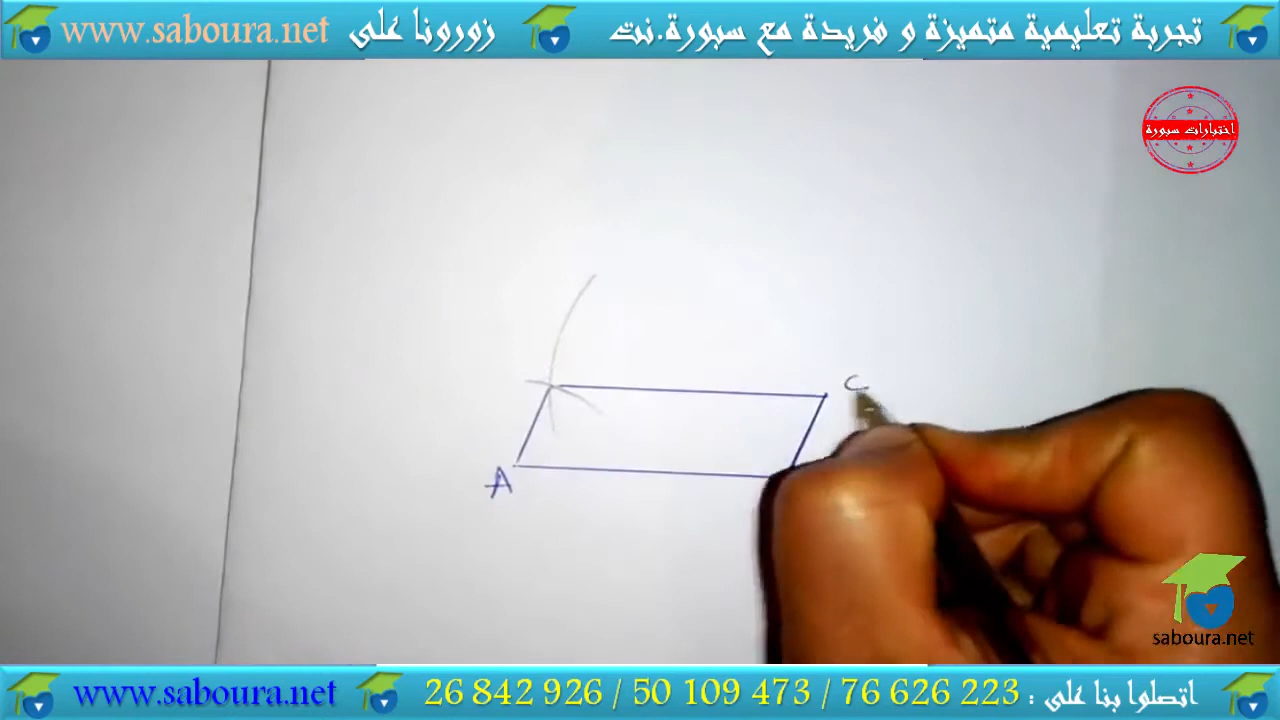 تجربة تعليمية متميزة و فريدة مع سبورة.نت زورونا على www.saboura.net
اختبارات سبورة
C
A
saboura.net
اتصلوا بنا على : 26 842 926 / 50 109 473 / 76 626 223 www.saboura.net